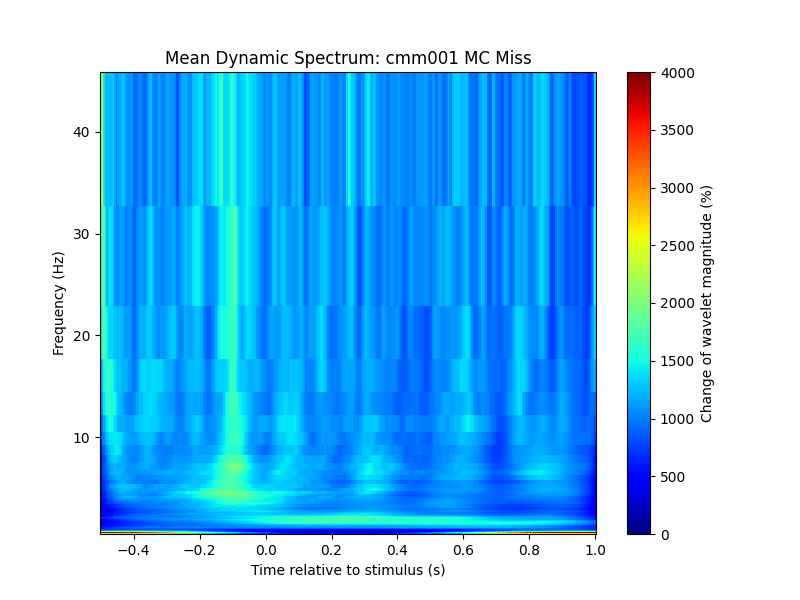 Mean Dynamic Spectrum: cmm001 MC Miss
Frequency (Hz)
40
30
20
10
−0.4 −0.2 0.0 0.2 0.4 0.6 0.8 1.0
Time relative to stimulus (s)
4000
3500
3000
2500
2000
1500
1000
500
0
Change of wavelet magnitude (%)